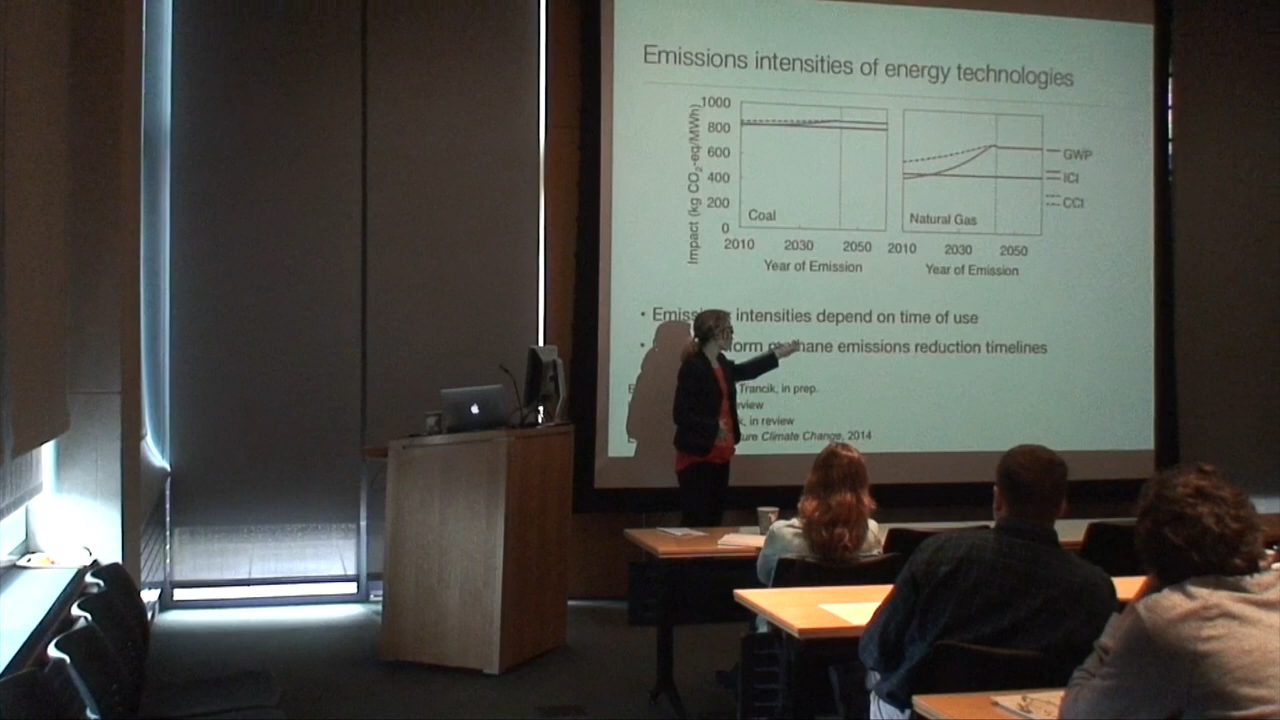 Emissions intensities of energy technologies
Impact (kg CO2-eq/MWh)
1000
800
600
400
200
0
Coal
Natural Gas
GWP
ICI
CCI
2010 2030 2050 2010 2030 2050
Year of Emission Year of Emission
• intensities depend on time of use
• methane emissions reduction timelines
Trancik, in prep.
in review
Climate Change, 2014